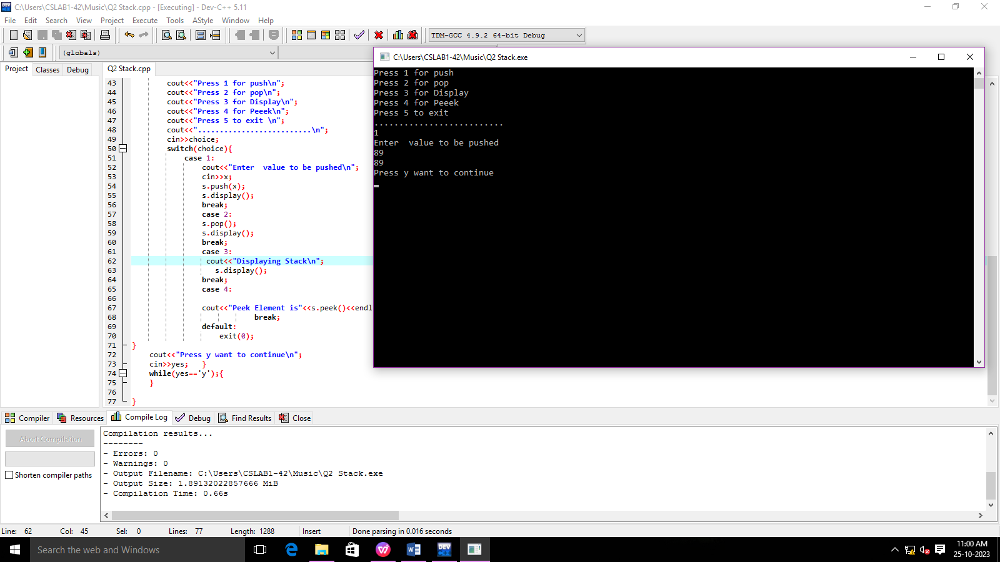 C:\Users\CSLAB1-42\Music\Q2 Stack.cpp - [Executing] - Dev-C++ 5.11
File Edit Search View Project Execute Tools AStyle Window Help
TDM-GCC 4.9.2 64-bit Debug
(globals)
Project Classes Debug
Q2 Stack.cpp
43 cout<<"Press 1 for push\n";
44 cout<<"Press 2 for pop\n";
45 cout<<"Press 3 for Display\n";
46 cout<<"Press 4 for Peeek\n";
47 cout<<"Press 5 to exit \n";
48 cout<<"..........................\n";
49 cin>>choice;
50 switch(choice){
51 case 1:
52 cout<<"Enter  value to be pushed\n";
53 cin>>x;
54 s.push(x);
55 s.display();
56 break;
57 case 2:
58 s.pop();
59 s.display();
60 break;
61 case 3:
62 cout<<"Displaying Stack\n";
63 s.display();
64 break;
65 case 4:
66
67 cout<<"Peek Element is"<<s.peek()<<endl
68 break;
69 default:
70 exit(0);
71 }
72 cout<<"Press y want to continue\n";
73 cin>>yes;   }
74 while(yes=='y');{
75 }
76
77 }
C:\Users\CSLAB1-42\Music\Q2 Stack.exe
Press 1 for push
Press 2 for pop
Press 3 for Display
Press 4 for Peeek
Press 5 to exit
..........................
1
Enter  value to be pushed
89
89
Press y want to continue
Compiler Resources Compile Log Debug Find Results Close
Abort Compilation
Shorten compiler paths
Compilation results...
--------
- Errors: 0
- Warnings: 0
- Output Filename: C:\Users\CSLAB1-42\Music\Q2 Stack.exe
- Output Size: 1.89132022857666 MiB
- Compilation Time: 0.66s
Line: 62 Col: 45 Sel: 0 Lines: 77 Length: 1288 Insert Done parsing in 0.016 seconds
Search the web and Windows
11:00 AM
25-10-2023